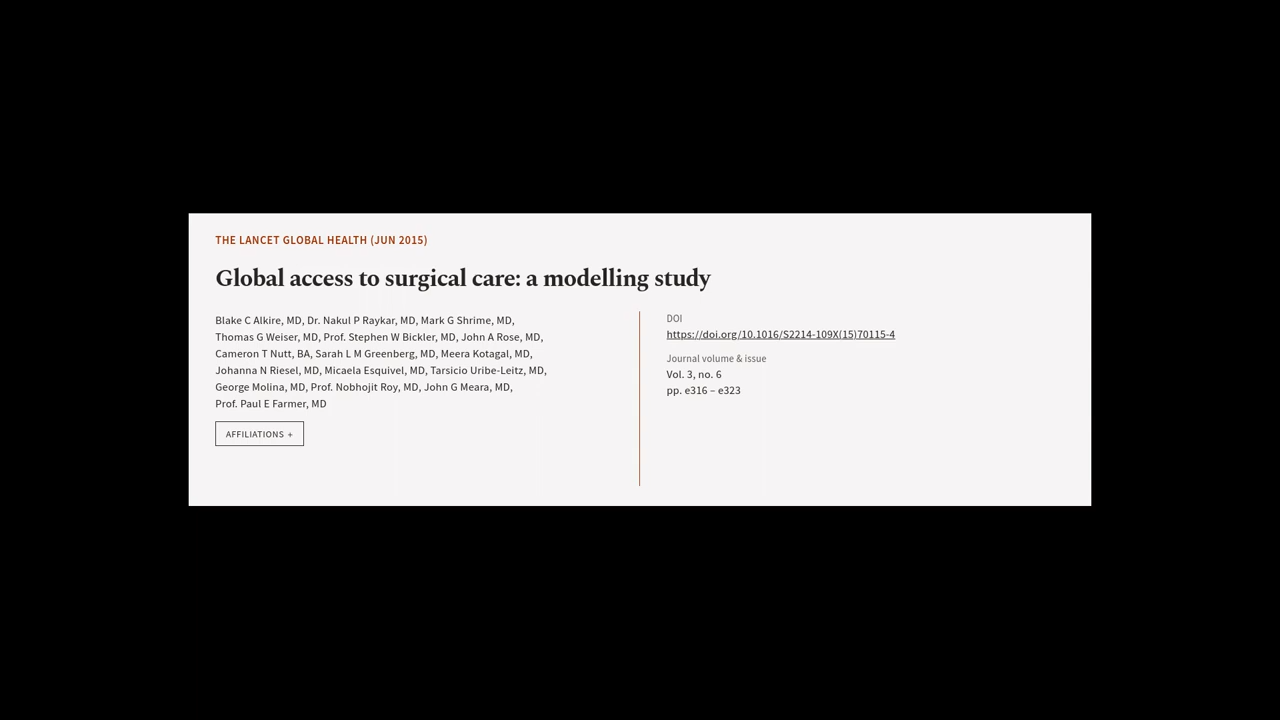 THE LANCET GLOBAL HEALTH (JUN 2015)
Global access to surgical care: a modelling study
Blake C Alkire, MD, Dr. Nakul P Raykar, MD, Mark G Shrime, MD,
Thomas G Weiser, MD, Prof. Stephen W Bickler, MD, John A Rose, MD,
Cameron T Nutt, BA, Sarah L M Greenberg, MD, Meera Kotagal, MD,
Johanna N Riesel, MD, Micaela Esquivel, MD, Tarsicio Uribe-Leitz, MD,
George Molina, MD, Prof. Nobhojit Roy, MD, John G Meara, MD,
Prof. Paul E Farmer, MD
AFFILIATIONS +
DOI
https://doi.org/10.1016/S2214-109X(15)70115-4
Journal volume & issue
Vol. 3, no. 6
pp. e316 – e323